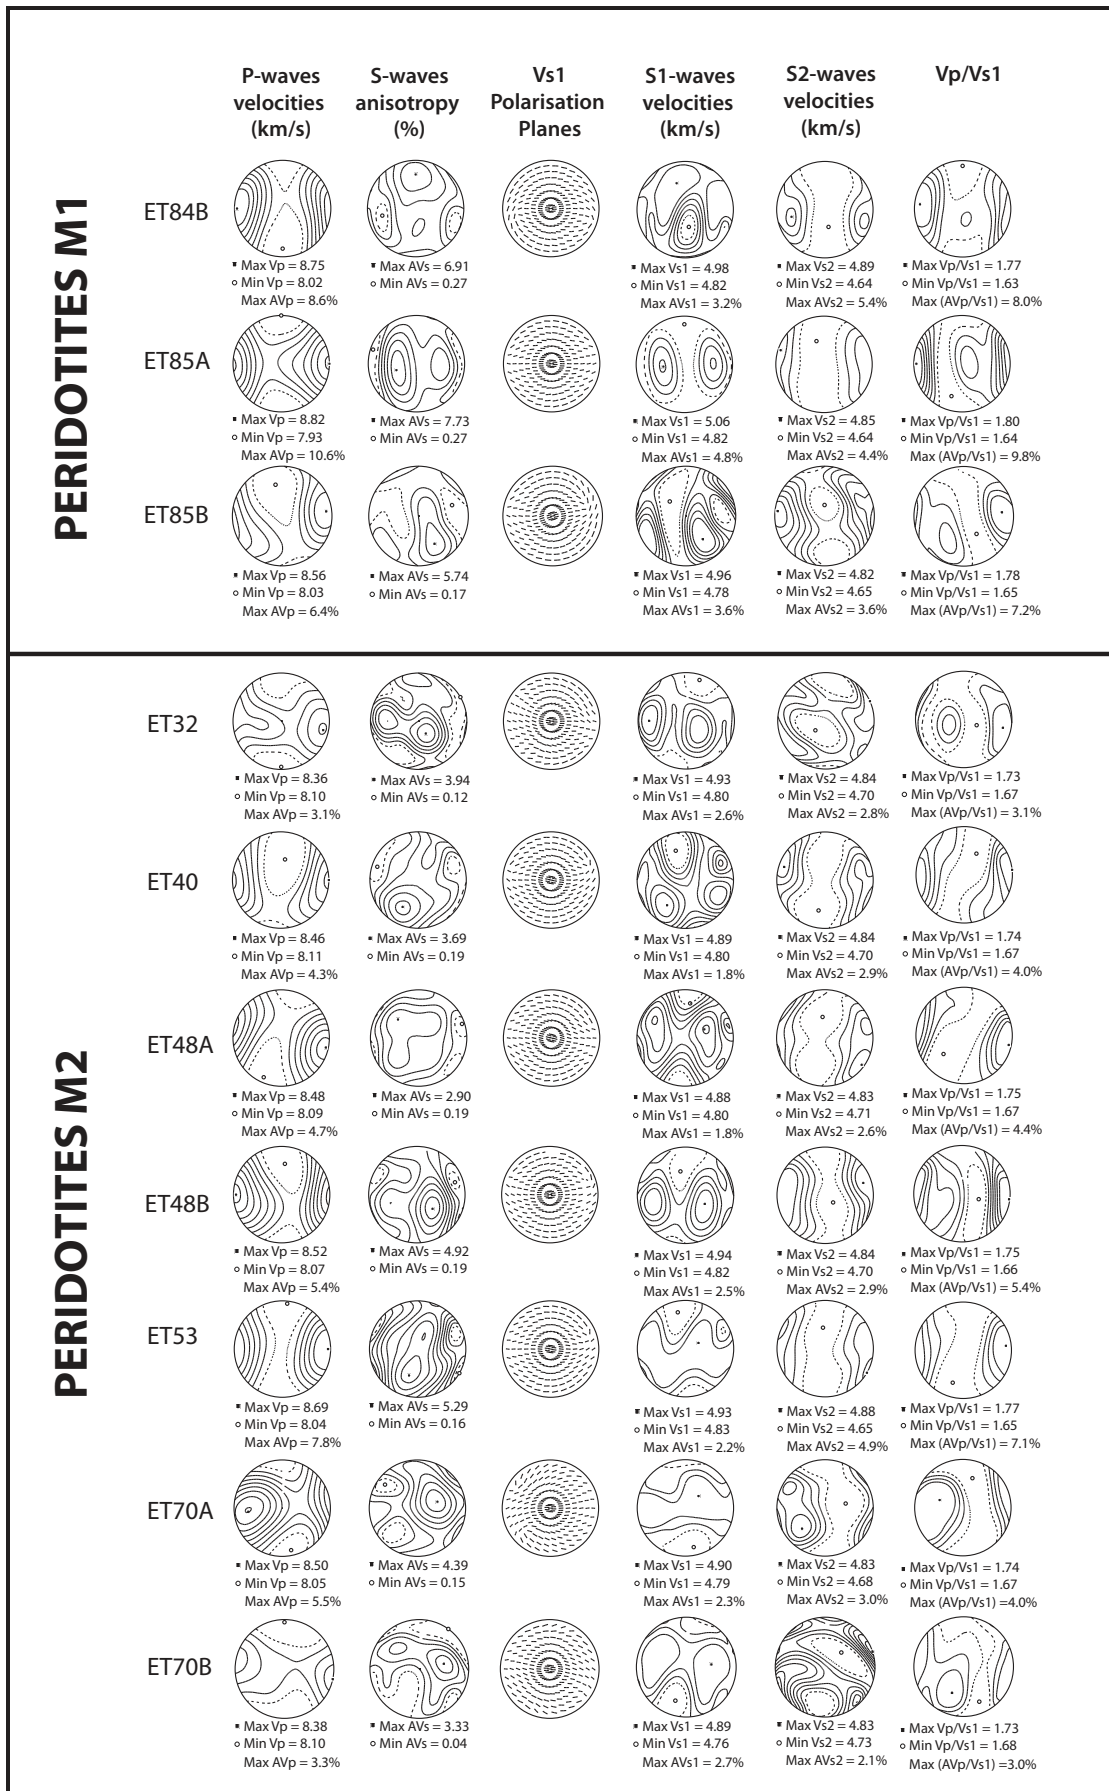 P-waves
velocities
(km/s)
S-waves
anisotropy
(%)
Vs1
Polarisation
Planes
S1-waves
velocities
(km/s)
S2-waves
velocities
(km/s)
Vp/Vs1
PERIDOTITES M1
ET84B
Max Vp = 8.75
Min Vp = 8.02
Max AVp = 8.6%
Max AVs = 6.91
Min AVs = 0.27
Max Vs1 = 4.98
Min Vs1 = 4.82
Max AVs1 = 3.2%
Max Vs2 = 4.89
Min Vs2 = 4.64
Max AVs2 = 5.4%
Max Vp/Vs1 = 1.77
Min Vp/Vs1 = 1.63
Max (AVp/Vs1) = 8.0%
ET85A
Max Vp = 8.82
Min Vp = 7.93
Max AVp = 10.6%
Max AVs = 7.73
Min AVs = 0.27
Max Vs1 = 5.06
Min Vs1 = 4.82
Max AVs1 = 4.8%
Max Vs2 = 4.85
Min Vs2 = 4.64
Max AVs2 = 4.4%
Max Vp/Vs1 = 1.80
Min Vp/Vs1 = 1.64
Max (AVp/Vs1) = 9.8%
ET85B
Max Vp = 8.56
Min Vp = 8.03
Max AVp = 6.4%
Max AVs = 5.74
Min AVs = 0.17
Max Vs1 = 4.96
Min Vs1 = 4.78
Max AVs1 = 3.6%
Max Vs2 = 4.82
Min Vs2 = 4.65
Max AVs2 = 3.6%
Max Vp/Vs1 = 1.78
Min Vp/Vs1 = 1.65
Max (AVp/Vs1) = 7.2%
PERIDOTITES M2
ET32
Max Vp = 8.36
Min Vp = 8.10
Max AVp = 3.1%
Max AVs = 3.94
Min AVs = 0.12
Max Vs1 = 4.93
Min Vs1 = 4.80
Max AVs1 = 2.6%
Max Vs2 = 4.84
Min Vs2 = 4.70
Max AVs2 = 2.8%
Max Vp/Vs1 = 1.73
Min Vp/Vs1 = 1.67
Max (AVp/Vs1) = 3.1%
ET40
Max Vp = 8.46
Min Vp = 8.11
Max AVp = 4.3%
Max AVs = 3.69
Min AVs = 0.19
Max Vs1 = 4.89
Min Vs1 = 4.80
Max AVs1 = 1.8%
Max Vs2 = 4.84
Min Vs2 = 4.70
Max AVs2 = 2.9%
Max Vp/Vs1 = 1.74
Min Vp/Vs1 = 1.67
Max (AVp/Vs1) = 4.0%
ET48A
Max Vp = 8.48
Min Vp = 8.09
Max AVp = 4.7%
Max AVs = 2.90
Min AVs = 0.19
Max Vs1 = 4.88
Min Vs1 = 4.80
Max AVs1 = 1.8%
Max Vs2 = 4.83
Min Vs2 = 4.71
Max AVs2 = 2.6%
Max Vp/Vs1 = 1.75
Min Vp/Vs1 = 1.67
Max (AVp/Vs1) = 4.4%
ET48B
Max Vp = 8.52
Min Vp = 8.07
Max AVp = 5.4%
Max AVs = 4.92
Min AVs = 0.19
Max Vs1 = 4.94
Min Vs1 = 4.82
Max AVs1 = 2.5%
Max Vs2 = 4.84
Min Vs2 = 4.70
Max AVs2 = 2.9%
Max Vp/Vs1 = 1.75
Min Vp/Vs1 = 1.66
Max (AVp/Vs1) = 5.4%
ET53
Max Vp = 8.69
Min Vp = 8.04
Max AVp = 7.8%
Max AVs = 5.29
Min AVs = 0.16
Max Vs1 = 4.93
Min Vs1 = 4.83
Max AVs1 = 2.2%
Max Vs2 = 4.88
Min Vs2 = 4.65
Max AVs2 = 4.9%
Max Vp/Vs1 = 1.77
Min Vp/Vs1 = 1.65
Max (AVp/Vs1) = 7.1%
ET70A
Max Vp = 8.50
Min Vp = 8.05
Max AVp = 5.5%
Max AVs = 4.39
Min AVs = 0.15
Max Vs1 = 4.90
Min Vs1 = 4.79
Max AVs1 = 2.3%
Max Vs2 = 4.83
Min Vs2 = 4.68
Max AVs2 = 3.0%
Max Vp/Vs1 = 1.74
Min Vp/Vs1 = 1.67
Max (AVp/Vs1) =4.0%
ET70B
Max Vp = 8.38
Min Vp = 8.10
Max AVp = 3.3%
Max AVs = 3.33
Min AVs = 0.04
Max Vs1 = 4.89
Min Vs1 = 4.76
Max AVs1 = 2.7%
Max Vs2 = 4.83
Min Vs2 = 4.73
Max AVs2 = 2.1%
Max Vp/Vs1 = 1.73
Min Vp/Vs1 = 1.68
Max (AVp/Vs1) =3.0%